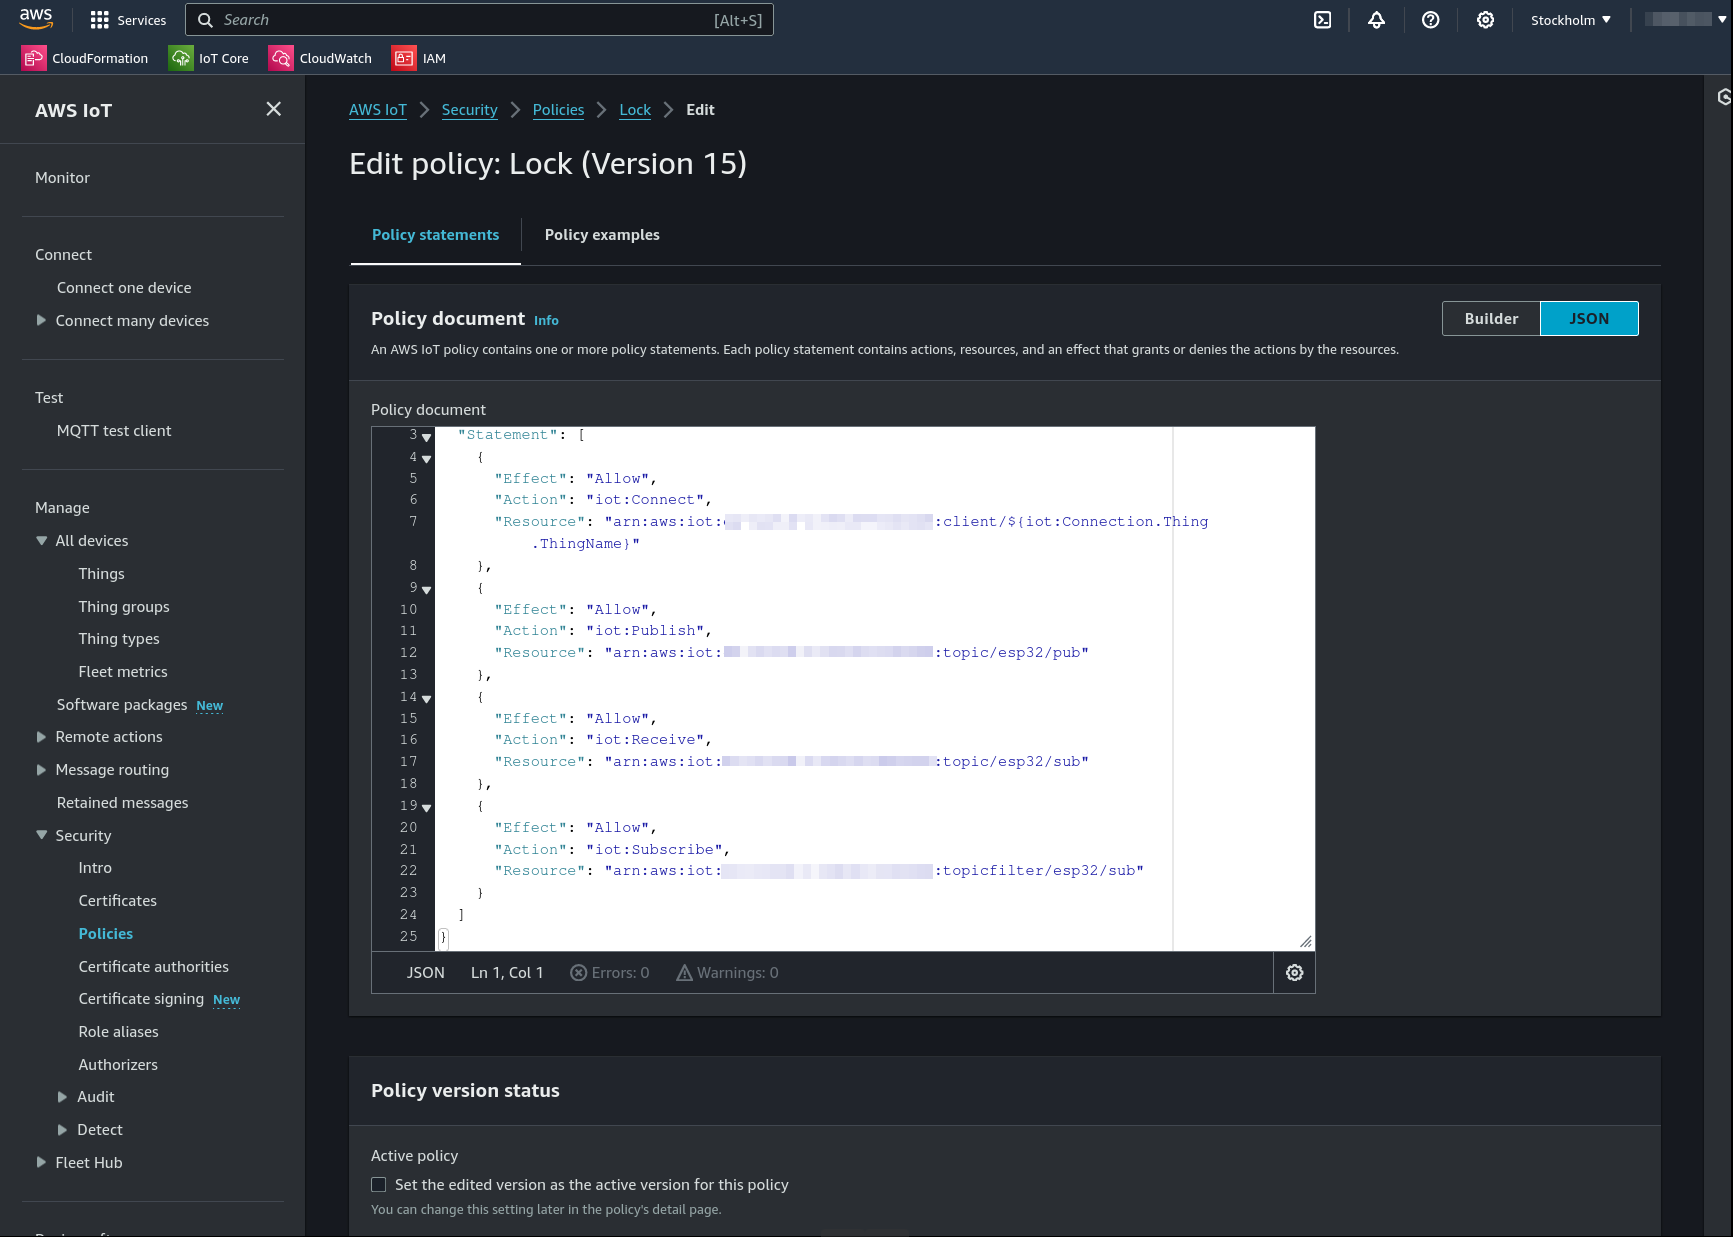 aws
Services
Search
[Alt+S]
Stockholm
CloudFormation
IoT Core
CloudWatch
IAM
AWS IoT
Monitor
Connect
Connect one device
Connect many devices
Test
MQTT test client
Manage
All devices
Things
Thing groups
Thing types
Fleet metrics
Software packages New
Remote actions
Message routing
Retained messages
Security
Intro
Certificates
Policies
Certificate authorities
Certificate signing New
Role aliases
Authorizers
Audit
Detect
Fleet Hub
AWS IoT > Security > Policies > Lock > Edit
Edit policy: Lock (Version 15)
Policy statements
Policy examples
Policy document Info
Builder
JSON
An AWS IoT policy contains one or more policy statements. Each policy statement contains actions, resources, and an effect that grants or denies the actions by the resources.
Policy document
3 "Statement": [
4 {
5 "Effect": "Allow",
6 "Action": "iot:Connect",
7 "Resource": "arn:aws:iot: :client/${iot:Connection.Thing
.ThingName}"
8 },
9 {
10 "Effect": "Allow",
11 "Action": "iot:Publish",
12 "Resource": "arn:aws:iot: :topic/esp32/pub"
13 },
14 {
15 "Effect": "Allow",
16 "Action": "iot:Receive",
17 "Resource": "arn:aws:iot: :topic/esp32/sub"
18 },
19 {
20 "Effect": "Allow",
21 "Action": "iot:Subscribe",
22 "Resource": "arn:aws:iot: :topicfilter/esp32/sub"
23 }
24 ]
25 }
JSON
Ln 1, Col 1
Errors: 0
Warnings: 0
Policy version status
Active policy
Set the edited version as the active version for this policy
You can change this setting later in the policy's detail page.